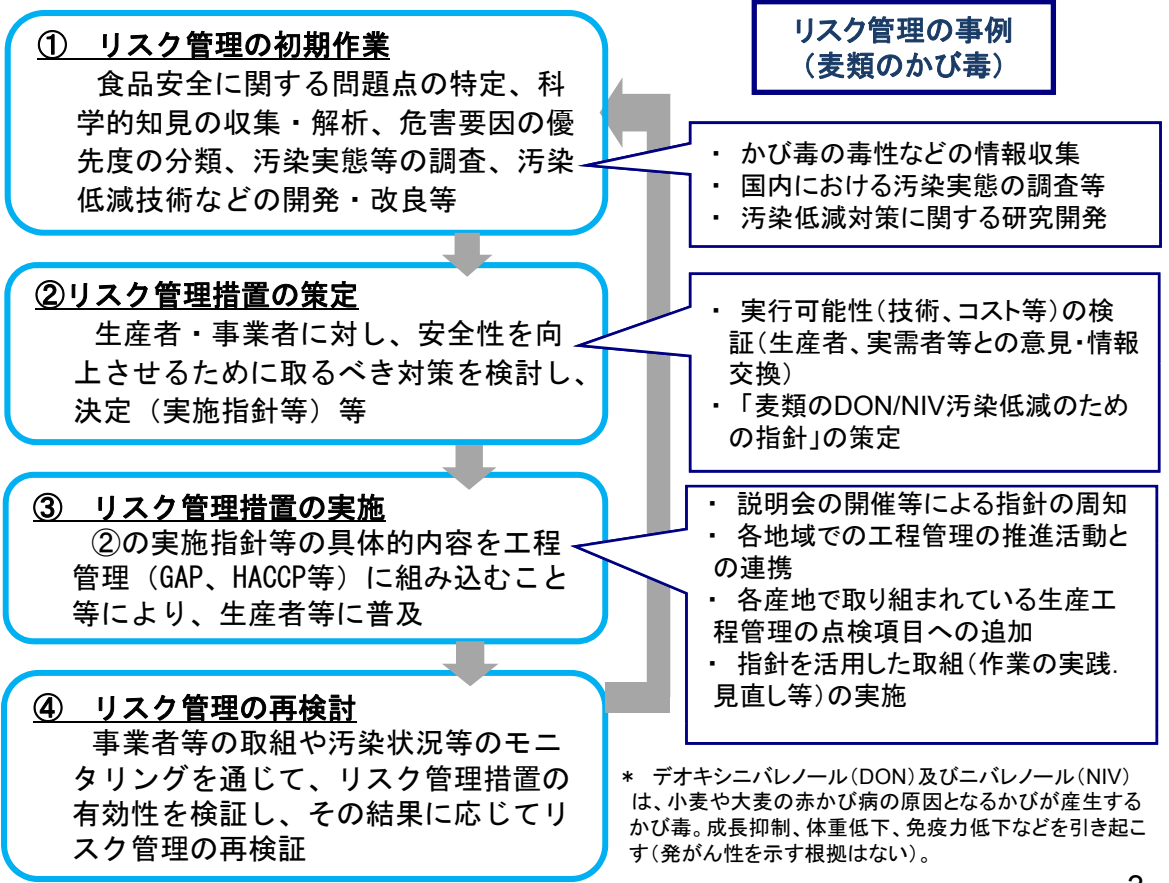 ① リスク管理の初期作業
食品安全に関する問題点の特定、科
学的知見の収集・解析、危害要因の優
先度の分類、汚染実態等の調査、汚染
低減技術などの開発・改良等
②リスク管理措置の策定
生産者・事業者に対し、安全性を向
上させるために取るべき対策を検討し、
決定（実施指針等）等
③ リスク管理措置の実施
②の実施指針等の具体的内容を工程
管理（GAP、HACCP等）に組み込むこと
等により、生産者等に普及
④ リスク管理の再検討
事業者等の取組や汚染状況等のモニ
タリングを通じて、リスク管理措置の
有効性を検証し、その結果に応じてリ
スク管理の再検証
リスク管理の事例
（麦類のかび毒）
・ かび毒の毒性などの情報収集
・ 国内における汚染実態の調査等
・ 汚染低減対策に関する研究開発
・ 実行可能性（技術、コスト等）の検
証（生産者、実需者等との意見・情報
交換）
・ 「麦類のDON/NIV汚染低減のため
の指針」の策定
・ 説明会の開催等による指針の周知
・ 各地域での工程管理の推進活動と
の連携
・ 各産地で取り組まれている生産工
程管理の点検項目への追加
・ 指針を活用した取組（作業の実践.
見直し等）の実施
* デオキシニバレノール（DON）及びニバレノール（NIV）
は、小麦や大麦の赤かび病の原因となるかびが産生する
かび毒。成長抑制、体重低下、免疫力低下などを引き起こ
す（発がん性を示す根拠はない）。